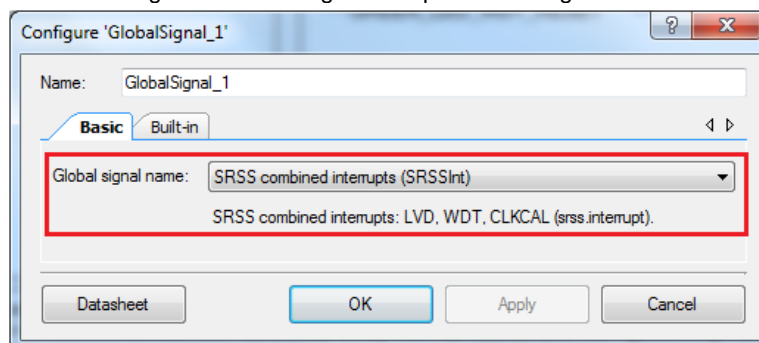 Configure 'GlobalSignal_1'
Name: GlobalSignal_1
Basic Built-in
Global signal name: SRSS combined interrupts (SRSSInt)
SRSS combined interrupts: LVD, WDT, CLKCAL (srss.interrupt).
Datasheet OK Apply Cancel